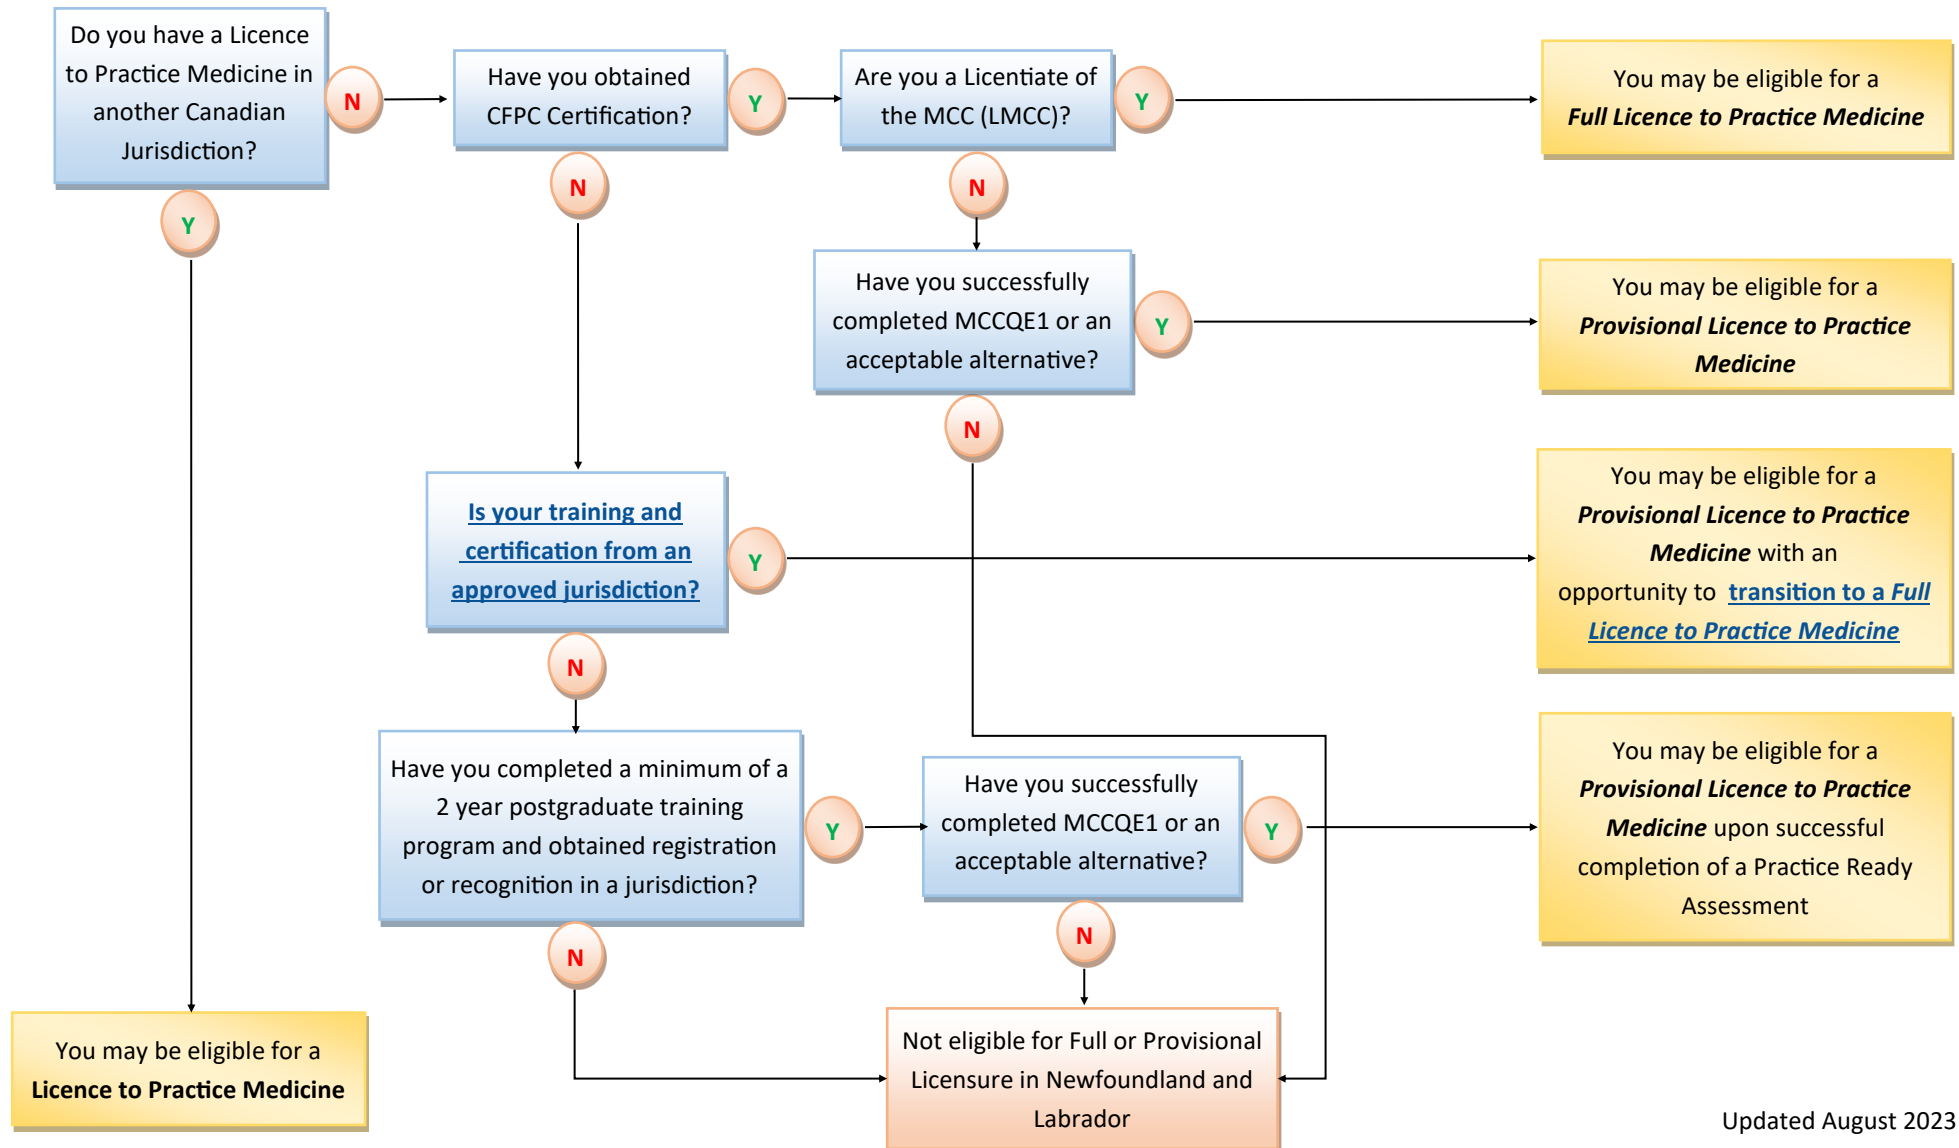 Do you have a Licence
to Practice Medicine in
another Canadian
Jurisdiction?
N
Y
Have you obtained
CFPC Certification?
Y
N
Are you a Licentiate of
the MCC (LMCC)?
Y
N
You may be eligible for a
Full Licence to Practice Medicine
Have you successfully
completed MCCQE1 or an
acceptable alternative?
Y
N
You may be eligible for a
Provisional Licence to Practice
Medicine
Is your training and
certification from an
approved jurisdiction?
Y
N
You may be eligible for a
Provisional Licence to Practice
Medicine with an
opportunity to transition to a Full
Licence to Practice Medicine
Have you completed a minimum of a
2 year postgraduate training
program and obtained registration
or recognition in a jurisdiction?
Y
N
Have you successfully
completed MCCQE1 or an
acceptable alternative?
Y
N
You may be eligible for a
Provisional Licence to Practice
Medicine upon successful
completion of a Practice Ready
Assessment
You may be eligible for a
Licence to Practice Medicine
Not eligible for Full or Provisional
Licensure in Newfoundland and
Labrador
Updated August 2023